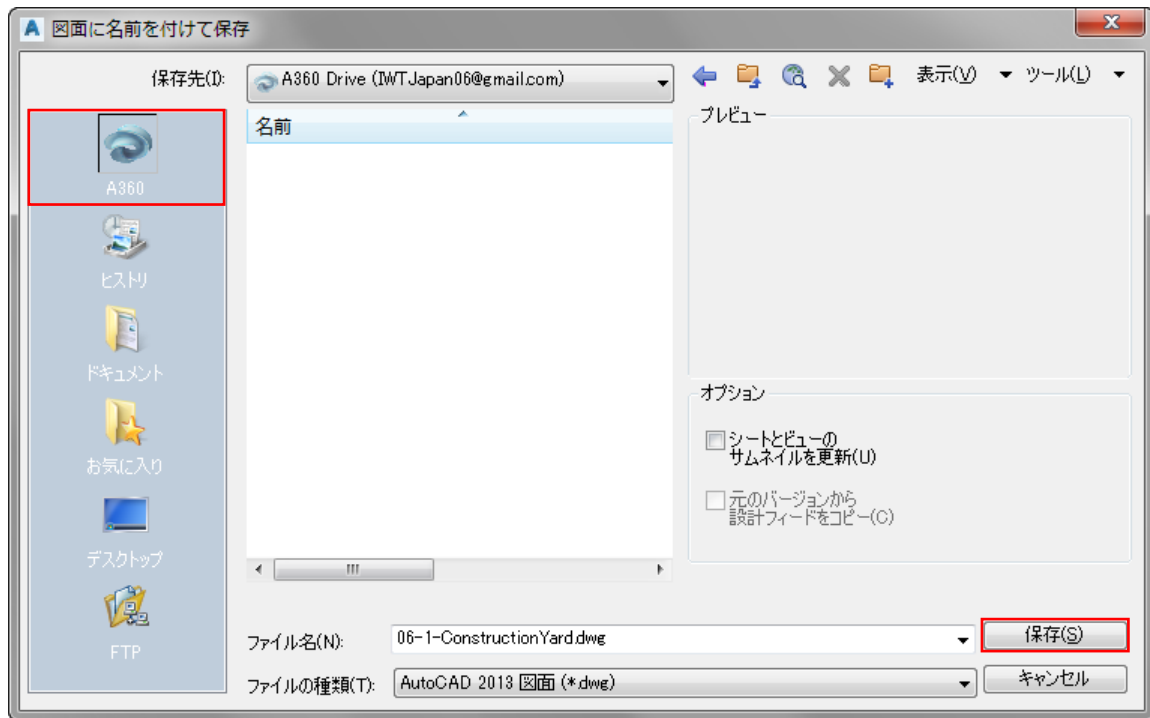 図面に名前を付けて保存
保存先(I):
A360 Drive (IWTJapan06@gmail.com)
表示(V)
ツール(L)
A360
ヒストリ
ドキュメント
お気に入り
デスクトップ
FTP
名前
プレビュー
オプション
シートとビューの
サムネイルを更新(U)
元のバージョンから
設計フィードをコピー(C)
ファイル名(N):
06-1-ConstructionYard.dwg
保存(S)
ファイルの種類(T):
AutoCAD 2013 図面 (*.dwg)
キャンセル